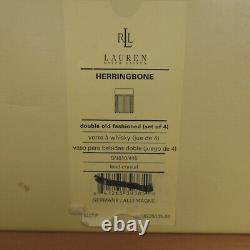 RLL
LAUREN
RALPH LAUREN
HERRINGBONE
double old fashioned (set of 4)
verre à whisky (jue de 4)
vaso para bebidas doble (juego de 4)
lead crystal
GERMANY / ALLEMAGNE